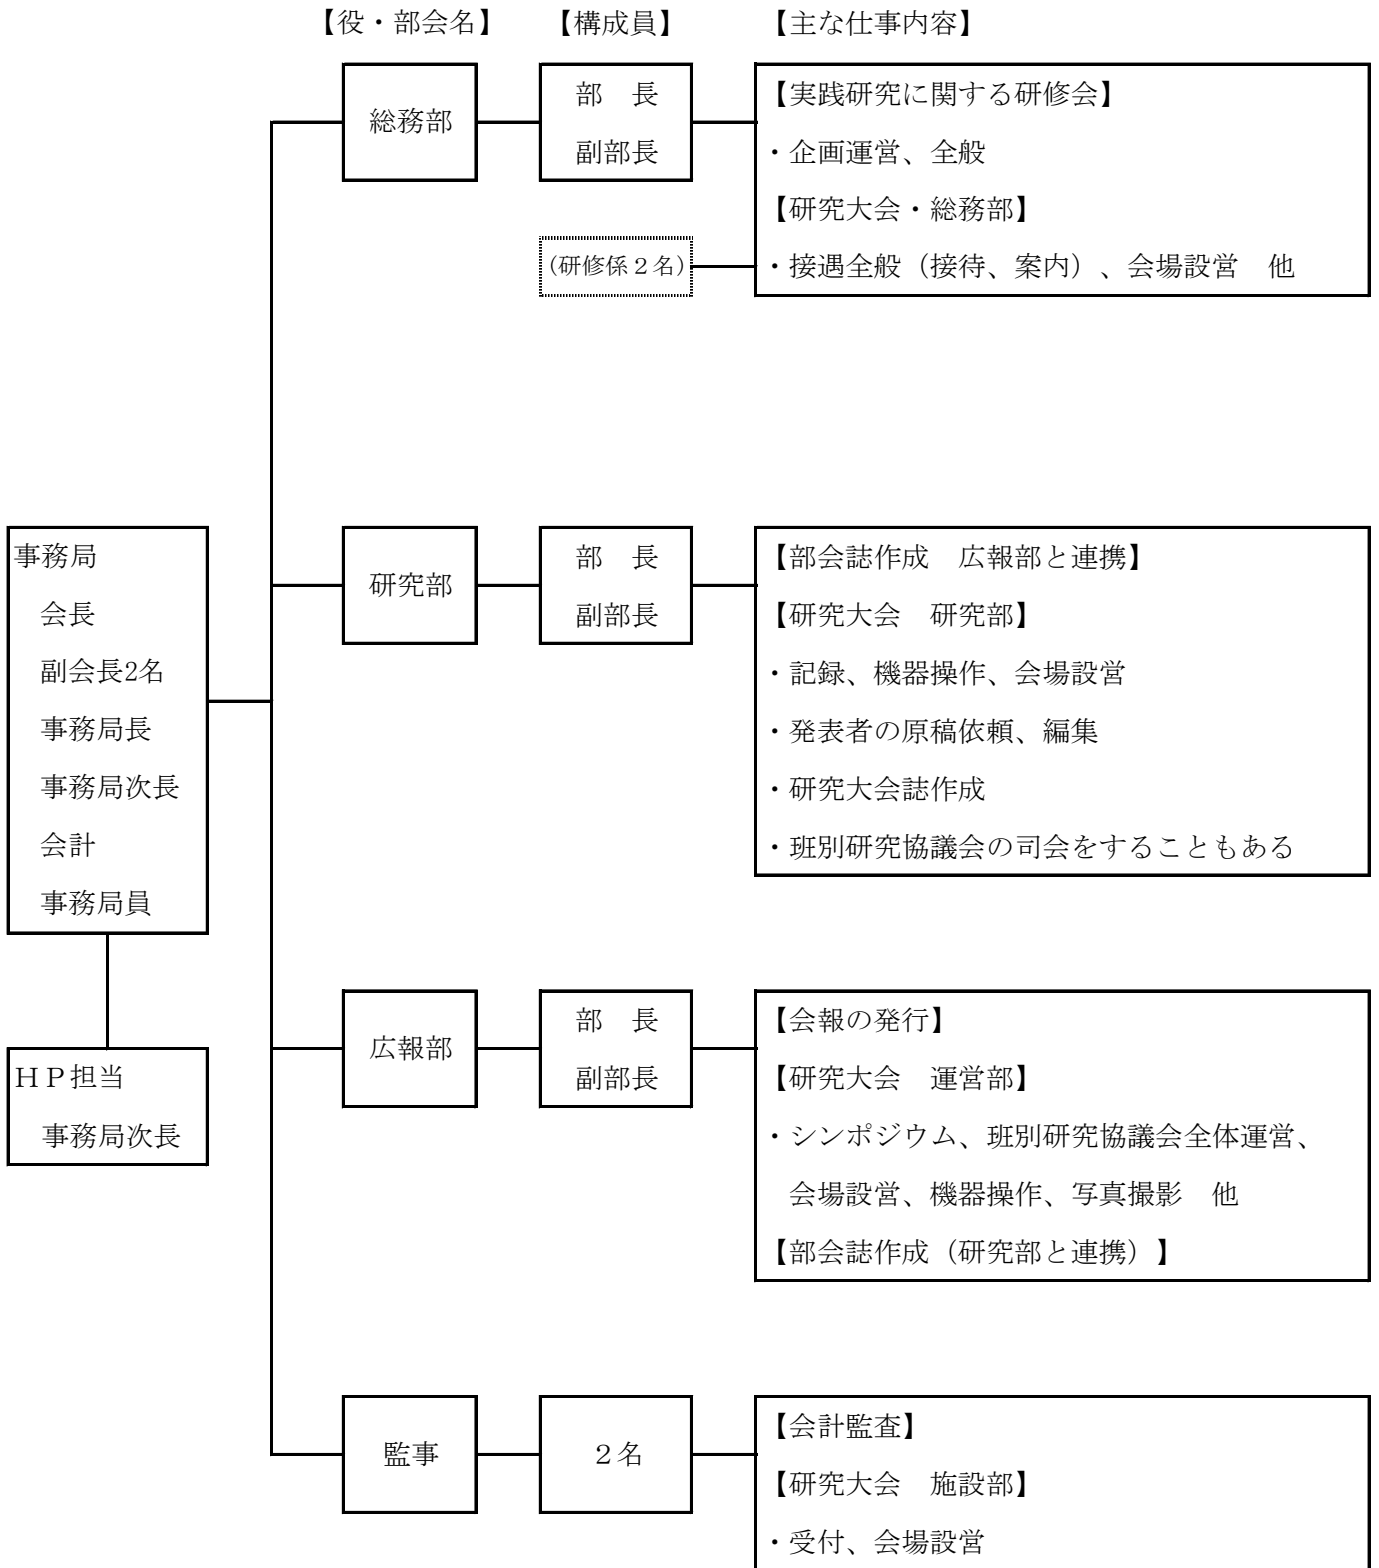 【役・部会名】 【構成員】 【主な仕事内容】
総務部
部　長
副部長
(研修係２名)
【実践研究に関する研修会】
・企画運営、全般
【研究大会・総務部】
・接遇全般（接待、案内）、会場設営　他
事務局
会長
副会長2名
事務局長
事務局次長
会計
事務局員
ＨＰ担当
事務局次長
研究部
部　長
副部長
【部会誌作成　広報部と連携】
【研究大会　研究部】
・記録、機器操作、会場設営
・発表者の原稿依頼、編集
・研究大会誌作成
・班別研究協議会の司会をすることもある
広報部
部　長
副部長
【会報の発行】
【研究大会　運営部】
・シンポジウム、班別研究協議会全体運営、
会場設営、機器操作、写真撮影　他
【部会誌作成（研究部と連携）】
監事
２名
【会計監査】
【研究大会　施設部】
・受付、会場設営